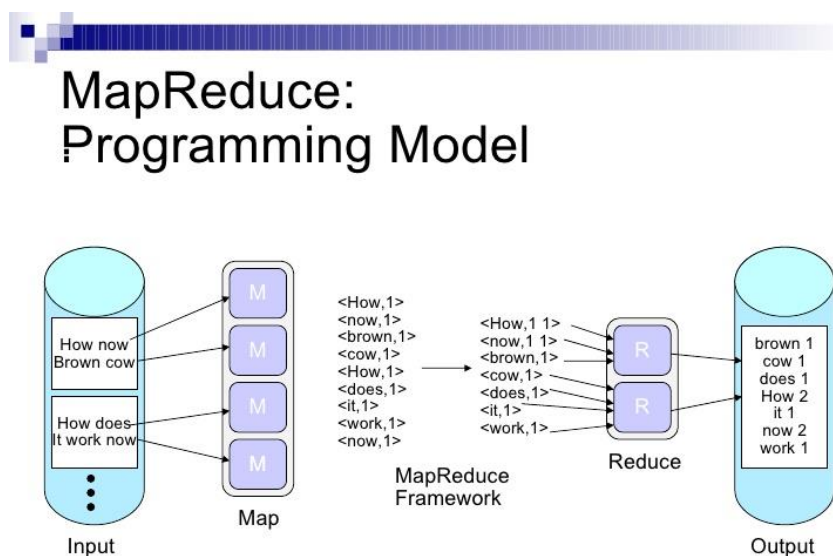 MapReduce:
Programming Model
How now
Brown cow
How does
It work now
Input
M
M
M
M
Map
<How,1>
<now,1>
<brown,1>
<cow,1>
<How,1>
<does,1>
<it,1>
<work,1>
<now,1>
MapReduce
Framework
<How,1 1>
<now,1 1>
<brown,1>
<cow,1>
<does,1>
<it,1>
<work,1>
R
R
Reduce
brown 1
cow 1
does 1
How 2
it 1
now 2
work 1
Output